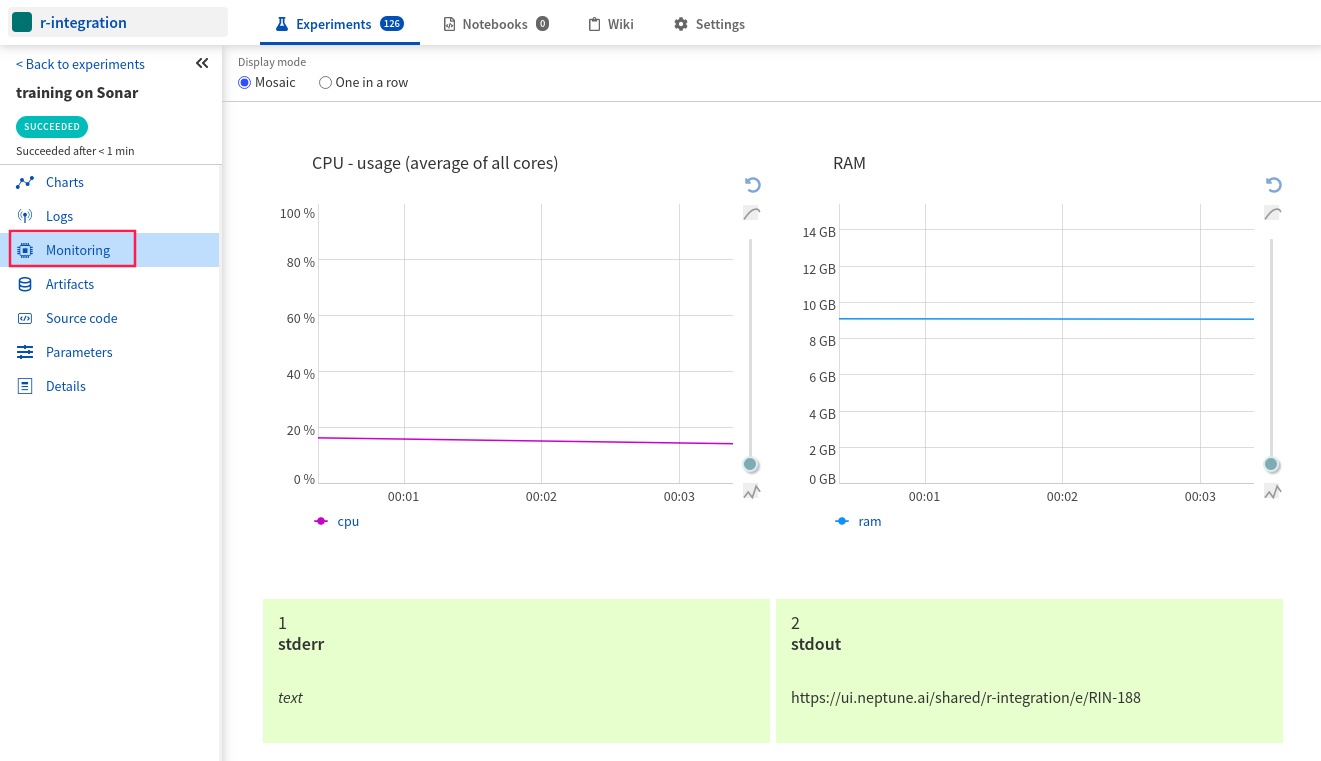 r-integration
Experiments 126
Notebooks 0
Wiki
Settings
< Back to experiments
training on Sonar
SUCCEEDED
Succeeded after < 1 min
Charts
Logs
Monitoring
Artifacts
Source code
Parameters
Details
Display mode
Mosaic
One in a row
CPU - usage (average of all cores)
100 %
80 %
60 %
40 %
20 %
0 %
00:01
00:02
00:03
cpu
RAM
14 GB
12 GB
10 GB
8 GB
6 GB
4 GB
2 GB
0 GB
00:01
00:02
00:03
ram
1
stderr
text
2
stdout
https://ui.neptune.ai/shared/r-integration/e/RIN-188